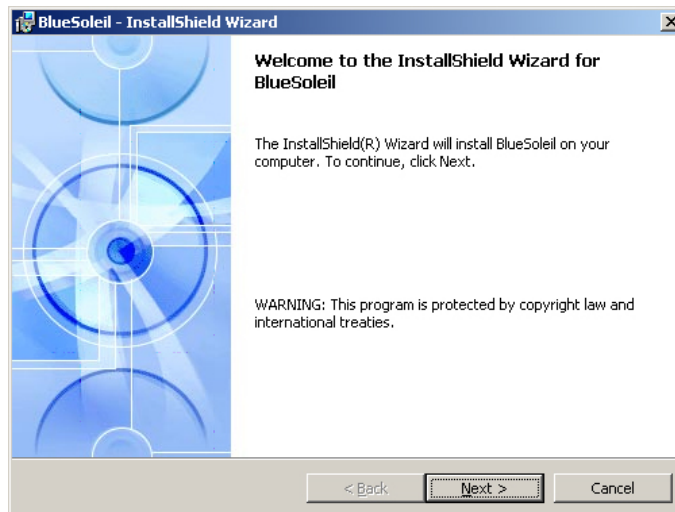 BlueSoleil - InstallShield Wizard
Welcome to the InstallShield Wizard for
BlueSoleil
The InstallShield(R) Wizard will install BlueSoleil on your
computer. To continue, click Next.
WARNING: This program is protected by copyright law and
international treaties.
< Back
Next >
Cancel